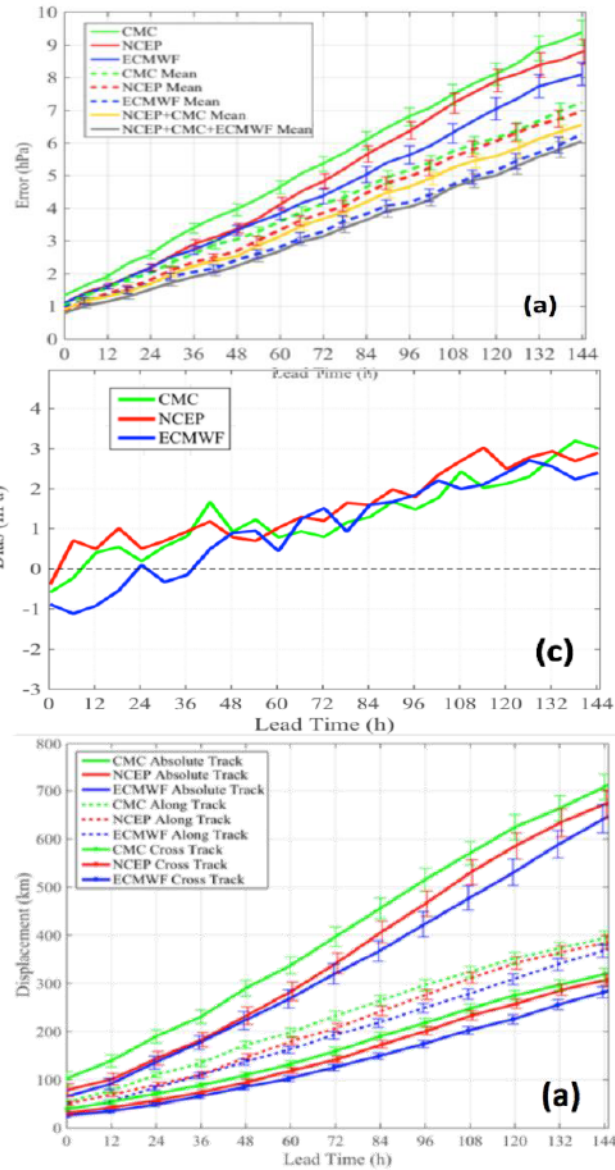 10
9
8
7
6
5
4
3
2
1
0
Error (hPa)
CMC
NCEP
ECMWF
CMC Mean
NCEP Mean
ECMWF Mean
NCEP+CMC Mean
NCEP+CMC+ECMWF Mean
(a)
0 12 24 36 48 60 72 84 96 108 120 132 144
Lead Time (h)
4
3
2
1
0
-1
-2
-3
CMC
NCEP
ECMWF
(c)
0 12 24 36 48 60 72 84 96 108 120 132 144
Lead Time (h)
800
700
600
500
400
300
200
100
0
Displacement (km)
CMC Absolute Track
NCEP Absolute Track
ECMWF Absolute Track
CMC Along Track
NCEP Along Track
ECMWF Along Track
CMC Cross Track
NCEP Cross Track
ECMWF Cross Track
(a)
0 12 24 36 48 60 72 84 96 108 120 132 144
Lead Time (h)